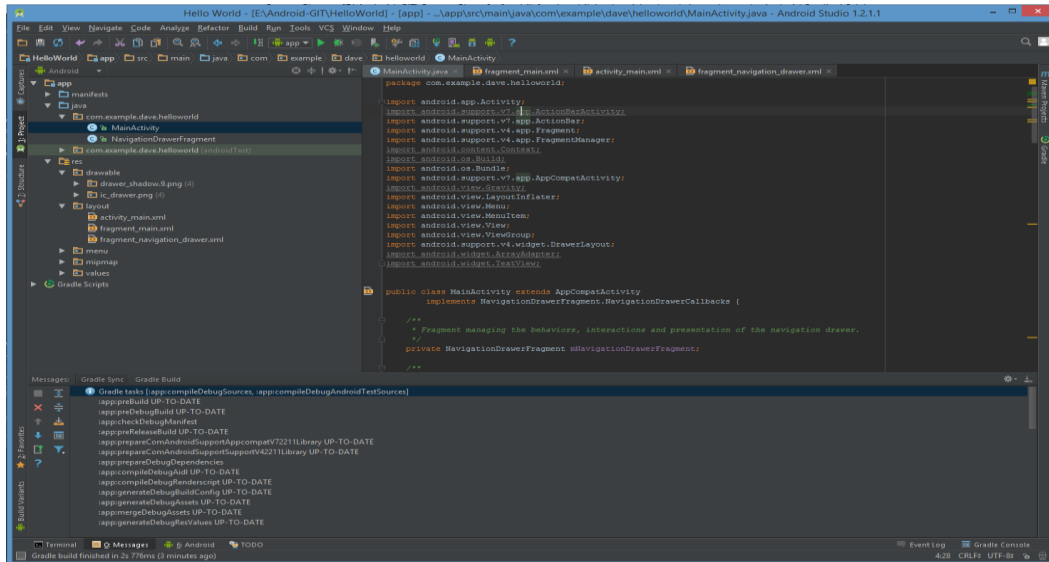 Hello World - [E:\Android-GIT\HelloWorld] - [app] - ...\app\src\main\java\com\example\dave\helloworld\MainActivity.java - Android Studio 1.2.1.1
File Edit View Navigate Code Analyze Refactor Build Run Tools VCS Window Help
app
HelloWorld app src main java com example dave helloworld MainActivity
Android
MainActivity.java fragment_main.xml activity_main.xml fragment_navigation_drawer.xml
Captures
1: Project
7: Structure
2: Favorites
Build Variants
Maven Projects
Gradle
app
manifests
java
com.example.dave.helloworld
MainActivity
NavigationDrawerFragment
com.example.dave.helloworld (androidTest)
res
drawable
drawer_shadow.9.png (4)
ic_drawer.png (4)
layout
activity_main.xml
fragment_main.xml
fragment_navigation_drawer.xml
menu
mipmap
values
Gradle Scripts
package com.example.dave.helloworld;
import android.app.Activity;
import android.support.v7.app.ActionBarActivity;
import android.support.v7.app.ActionBar;
import android.support.v4.app.Fragment;
import android.support.v4.app.FragmentManager;
import android.content.Context;
import android.os.Build;
import android.os.Bundle;
import android.support.v7.app.AppCompatActivity;
import android.view.Gravity;
import android.view.LayoutInflater;
import android.view.Menu;
import android.view.MenuItem;
import android.view.View;
import android.view.ViewGroup;
import android.support.v4.widget.DrawerLayout;
import android.widget.ArrayAdapter;
import android.widget.TextView;
public class MainActivity extends AppCompatActivity
implements NavigationDrawerFragment.NavigationDrawerCallbacks {
/**
* Fragment managing the behaviors, interactions and presentation of the navigation drawer.
*/
private NavigationDrawerFragment mNavigationDrawerFragment;
/**
Messages: Gradle Sync Gradle Build
Gradle tasks [:app:compileDebugSources, :app:compileDebugAndroidTestSources]
:app:preBuild UP-TO-DATE
:app:preDebugBuild UP-TO-DATE
:app:checkDebugManifest
:app:preReleaseBuild UP-TO-DATE
:app:prepareComAndroidSupportAppcompatV72211Library UP-TO-DATE
:app:prepareComAndroidSupportSupportV42211Library UP-TO-DATE
:app:prepareDebugDependencies
:app:compileDebugAidl UP-TO-DATE
:app:compileDebugRenderscript UP-TO-DATE
:app:generateDebugBuildConfig UP-TO-DATE
:app:generateDebugAssets UP-TO-DATE
:app:mergeDebugAssets UP-TO-DATE
:app:generateDebugResValues UP-TO-DATE
Terminal 0: Messages 6: Android TODO Event Log Gradle Console
Gradle build finished in 2s 776ms (3 minutes ago) 4:28 CRLF UTF-8